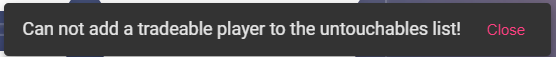 Can not add a tradeable player to the untouchables list! Close